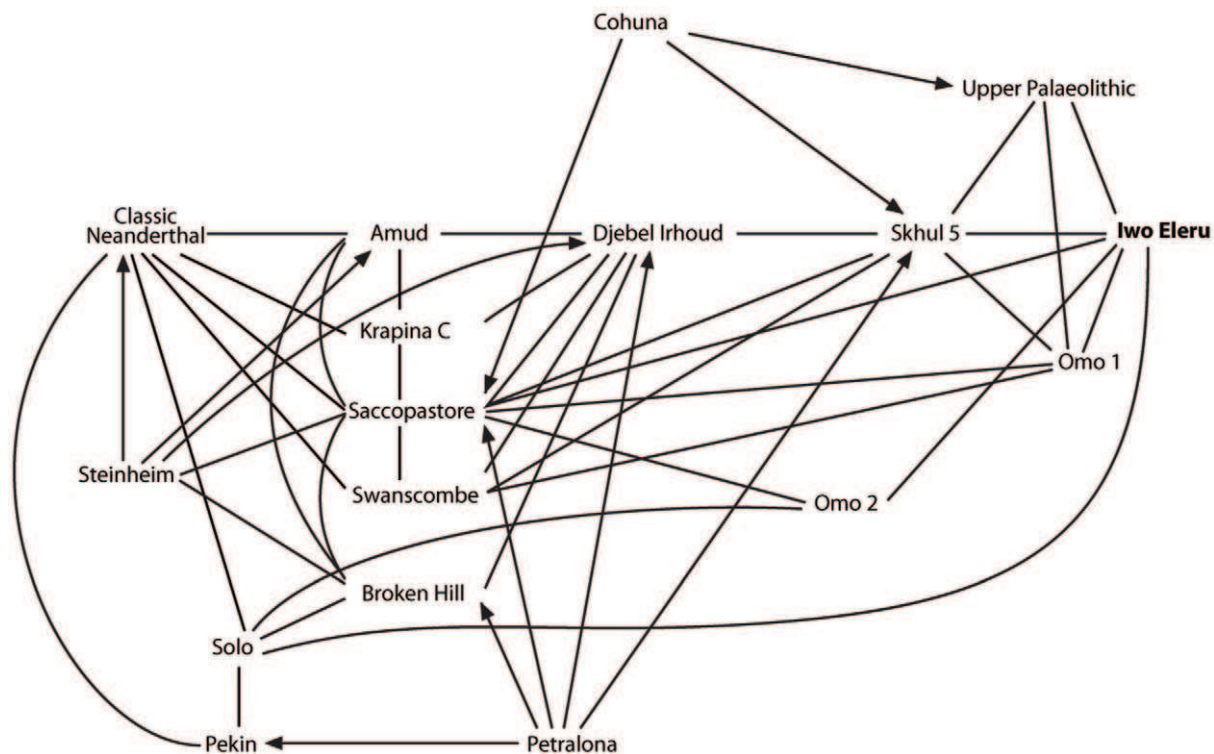 Cohuna
Upper Palaeolithic
Classic
Neanderthal
Amud
Djebel Irhoud
Skhul 5
Iwo Eleru
Krapina C
Omo 1
Saccopastore
Steinheim
Swanscombe
Omo 2
Broken Hill
Solo
Pekin
Petralona